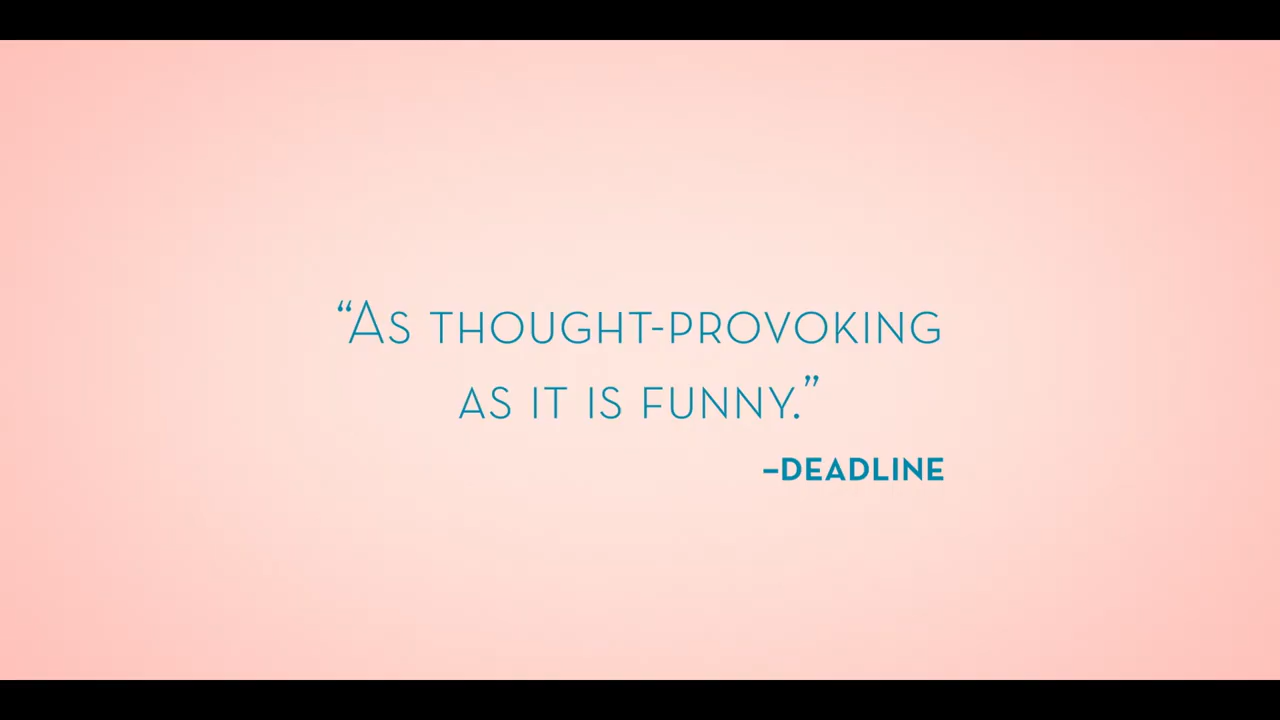 “As thought-provoking
as it is funny.”
–DEADLINE